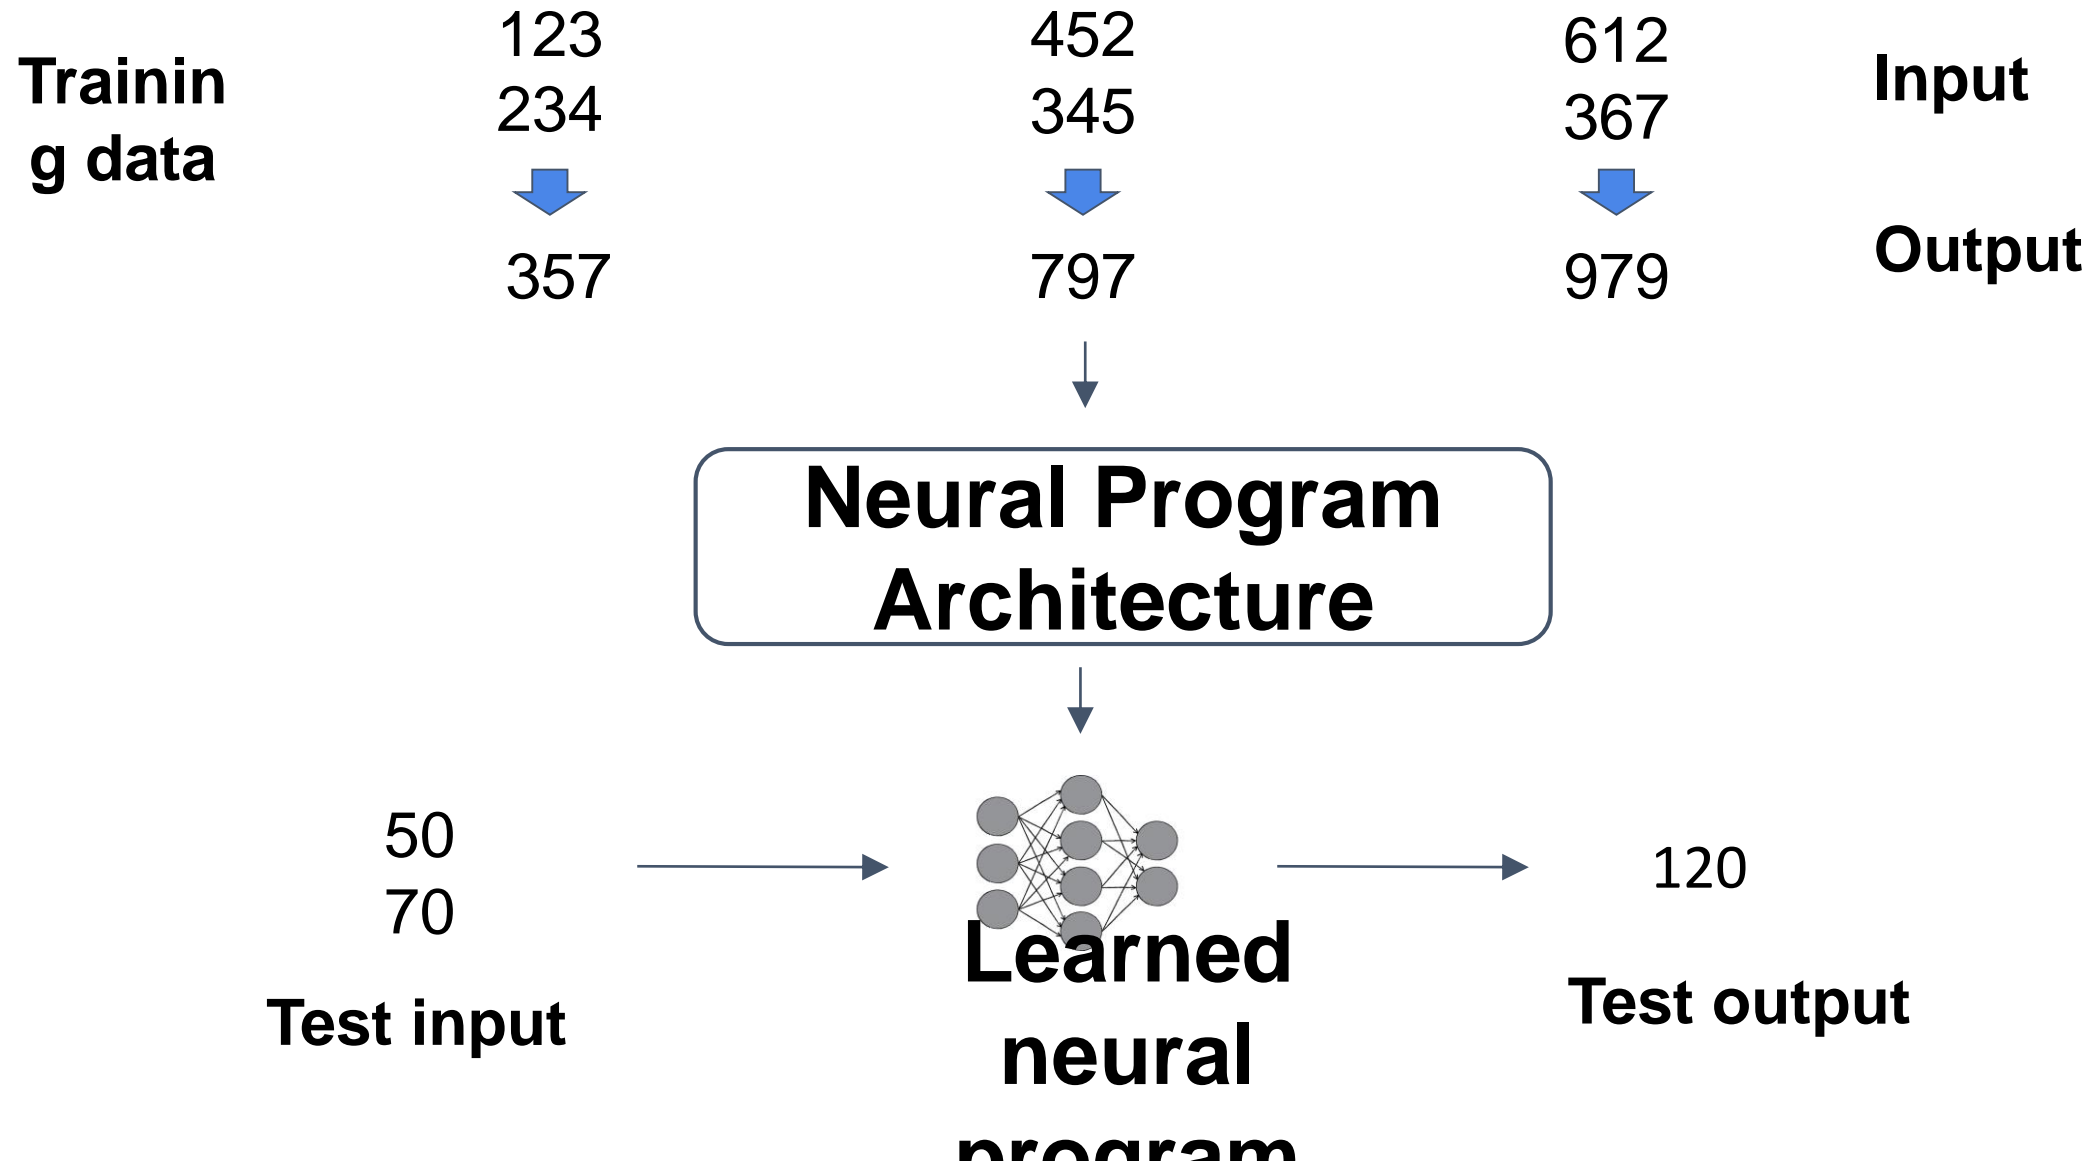 123 452 612
Trainin
g data
234 345 367
Input
357 797 979
Output
Neural Program
Architecture
50
70
120
Test input
Learned
neural
program
Test output